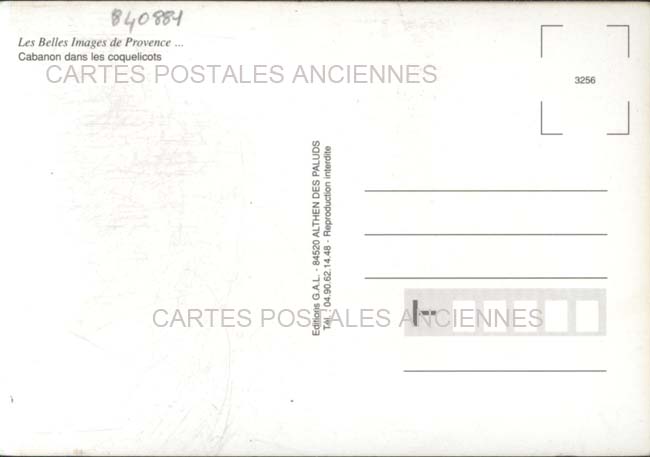 840881
Les Belles Images de Provence ...
Cabanon dans les coquelicots
CARTES POSTALES ANCIENNES
3256
Editions G.A.L. - 84520 ALTHEN DES PALUDS
Tél. : 04.90.62.14.48 - Reproduction interdite
CARTES POSTALES ANCIENNES